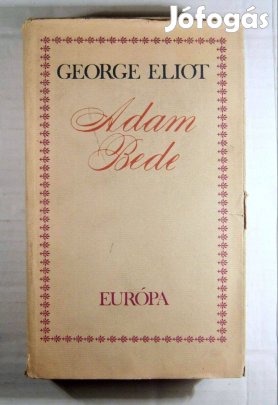 Jófogás
GEORGE ELIOT
Adam
Bede
EURÓPA